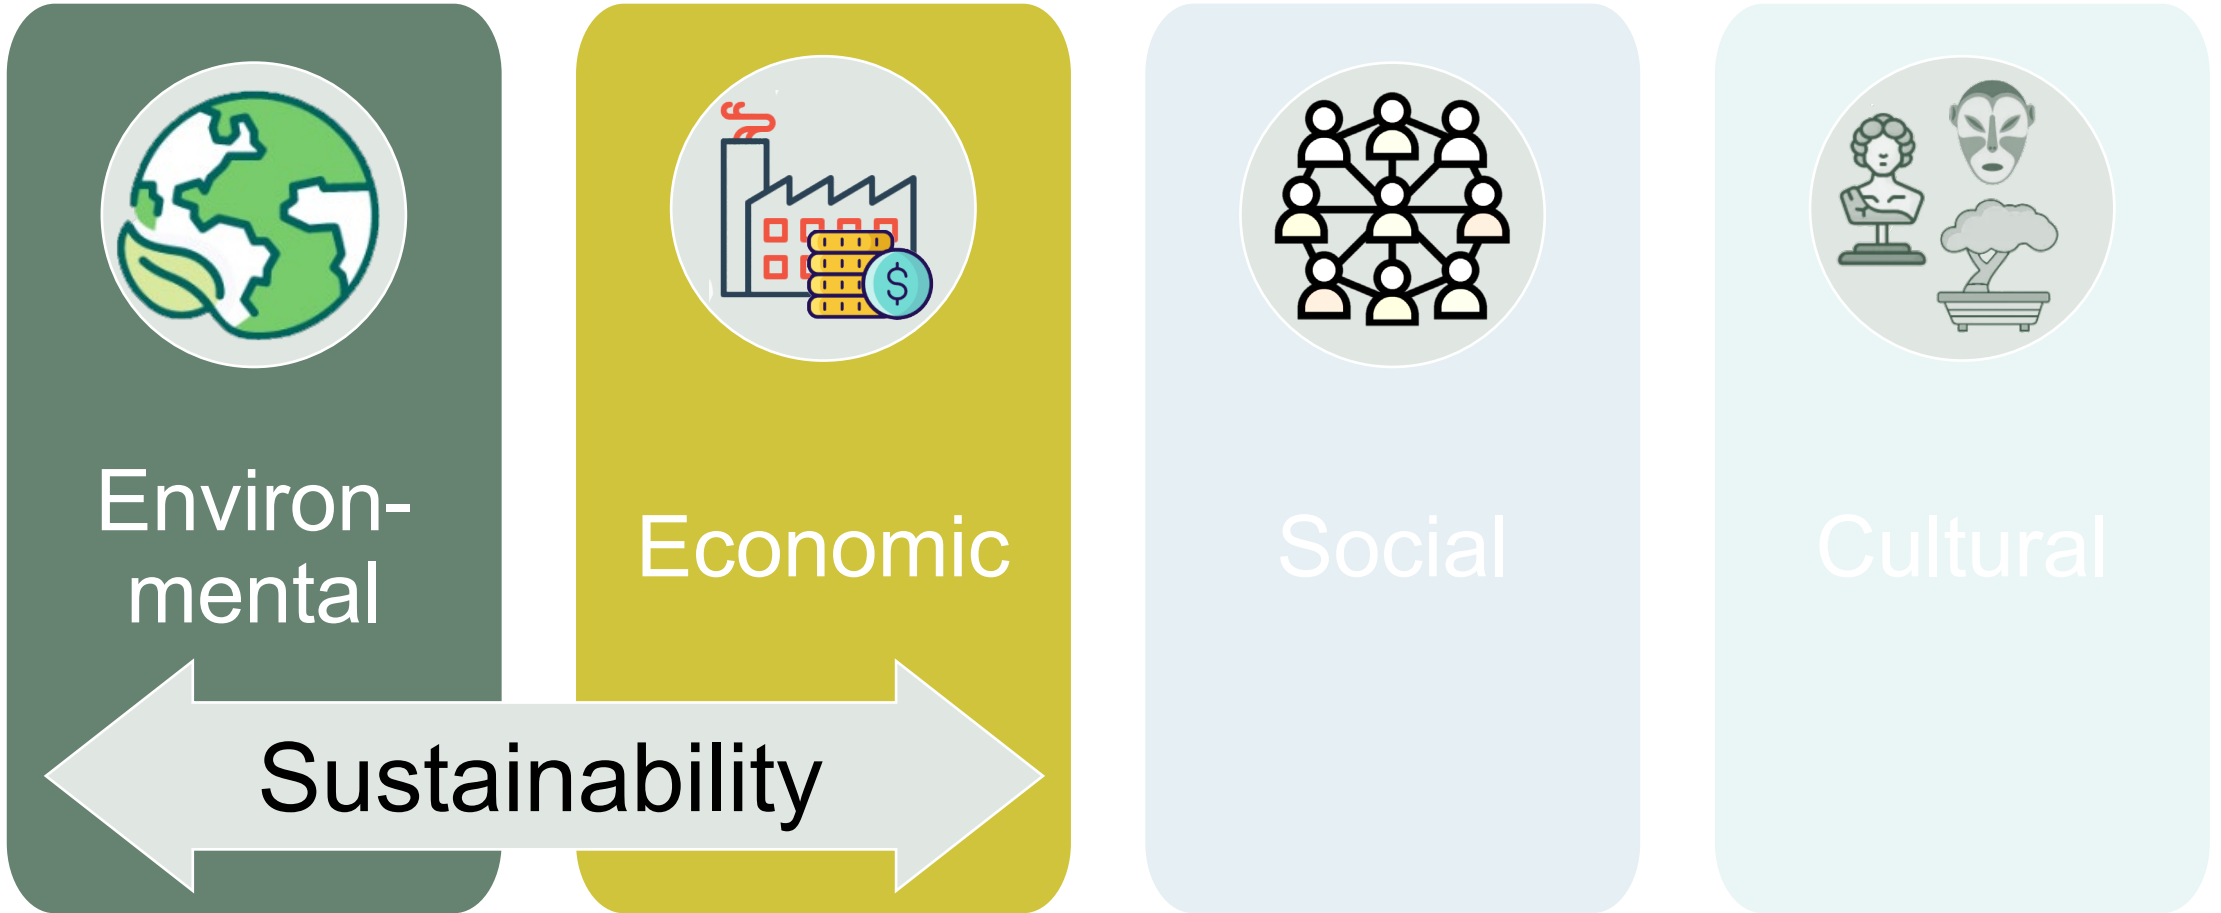 Environ-
mental
Economic
Social
Cultural
$
Sustainability